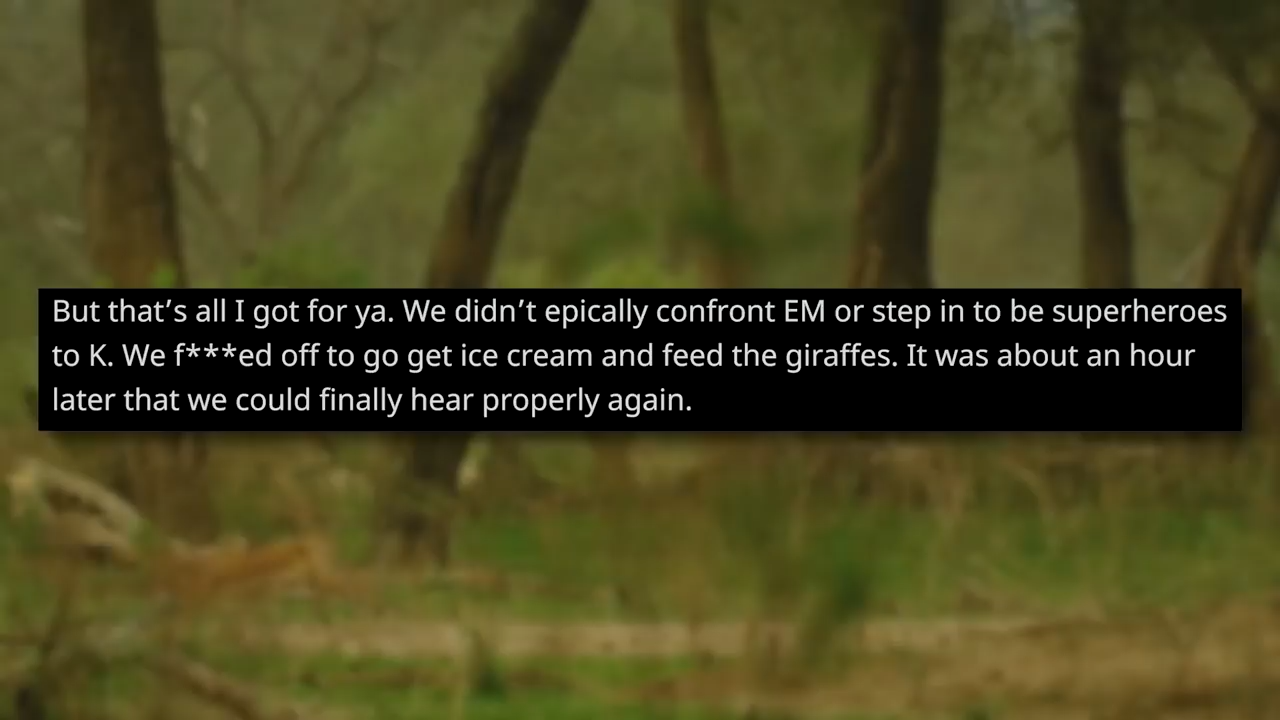 But that’s all I got for ya. We didn’t epically confront EM or step in to be superheroes
to K. We f***ed off to go get ice cream and feed the giraffes. It was about an hour
later that we could finally hear properly again.